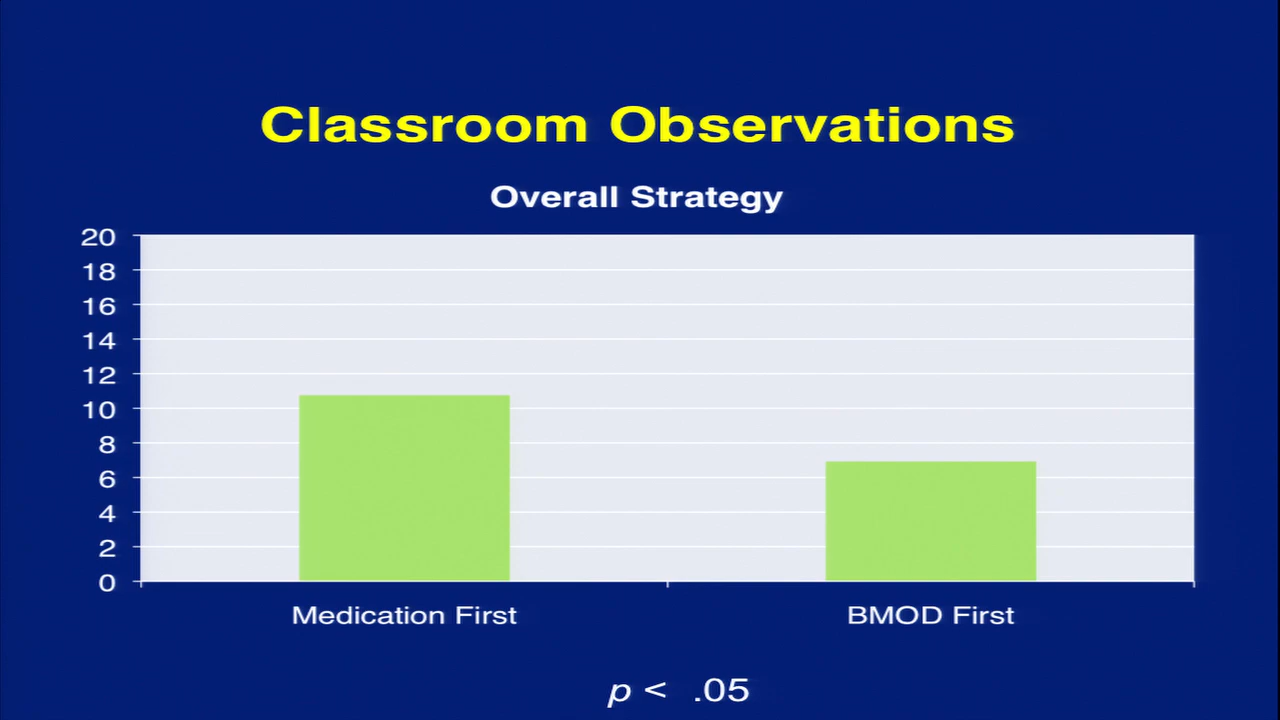 Classroom Observations
Overall Strategy
20
18
16
14
12
10
8
6
4
2
0
Medication First
BMOD First
p < .05